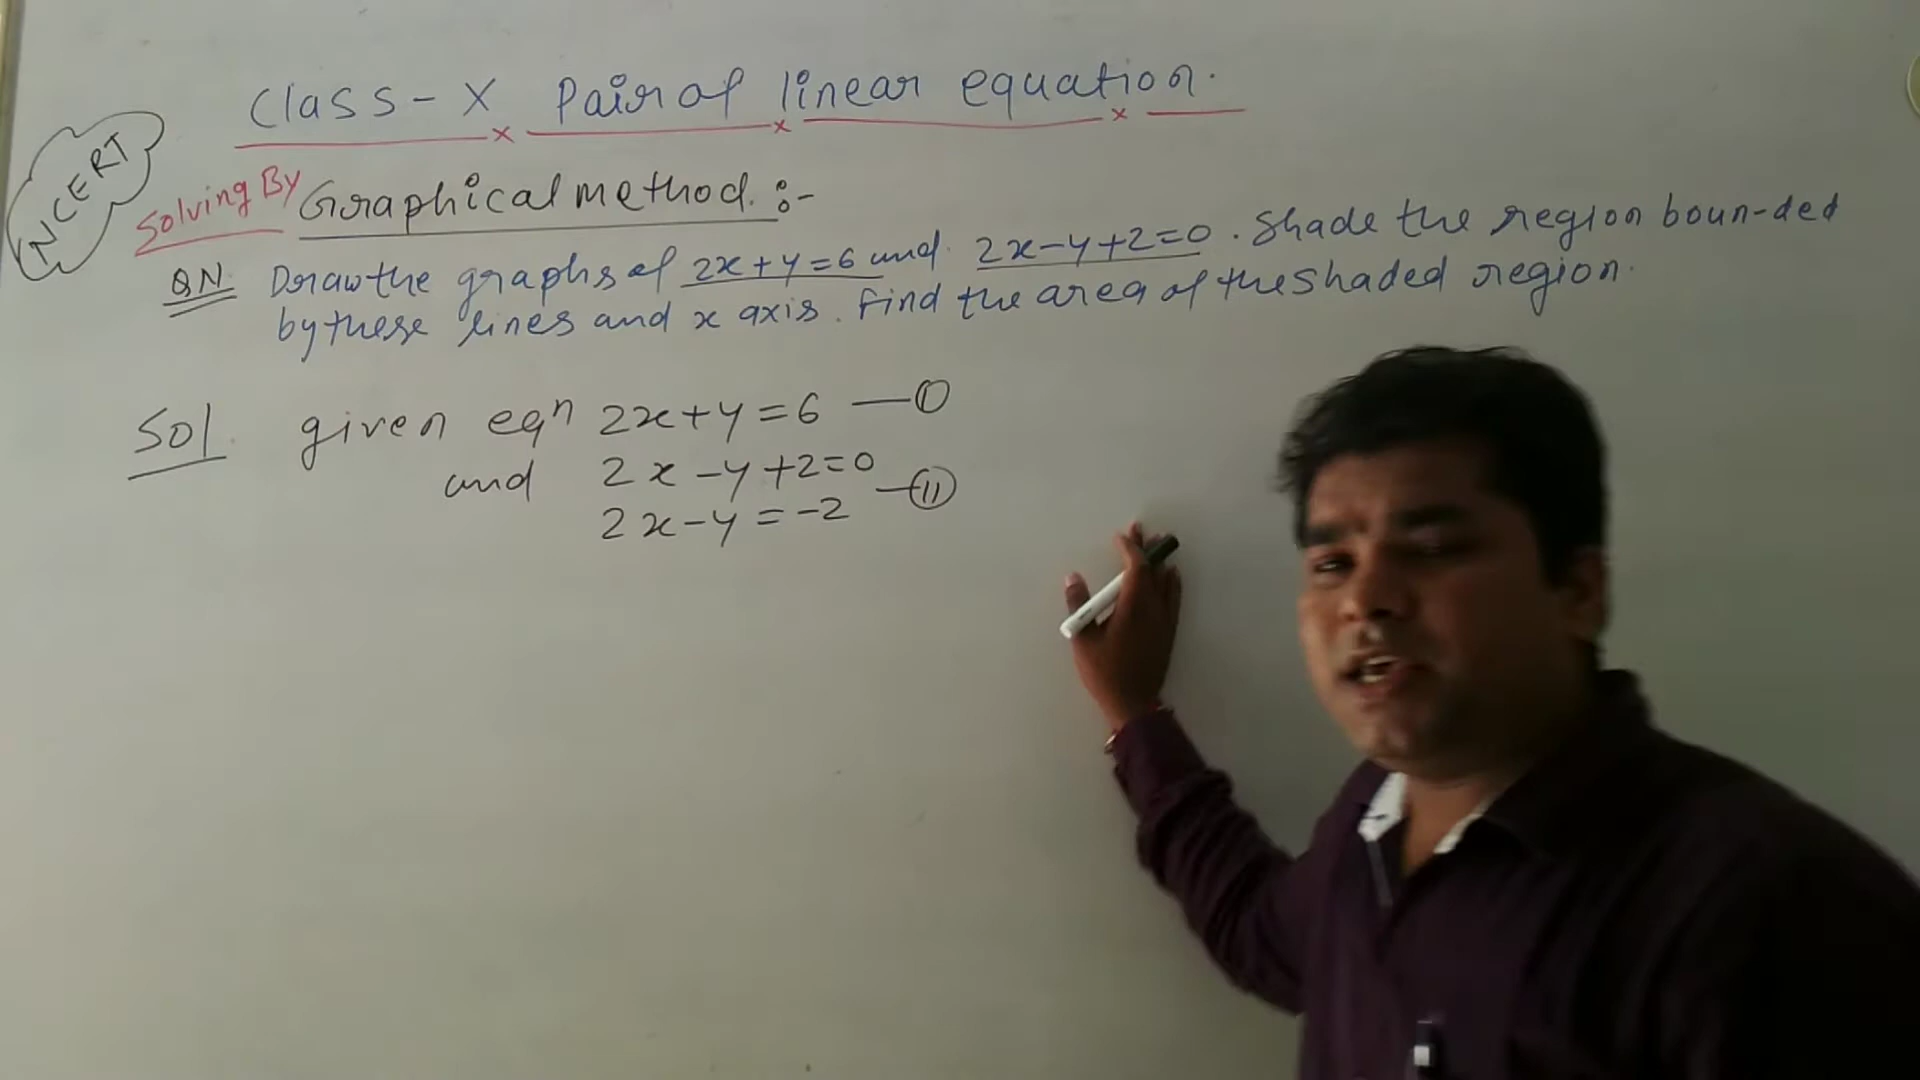 Class-X Pair of linear equation.
NCERT
Solving By Graphical method :-
QN. Draw the graphs of 2x+y=6 and 2x-y+2=0. Shade the region boun-ded
by these lines and x axis. Find the area of the shaded region.
Sol. given eqn 2x+y=6 —(I)
and 2x-y+2=0
2x-y=-2 —(II)